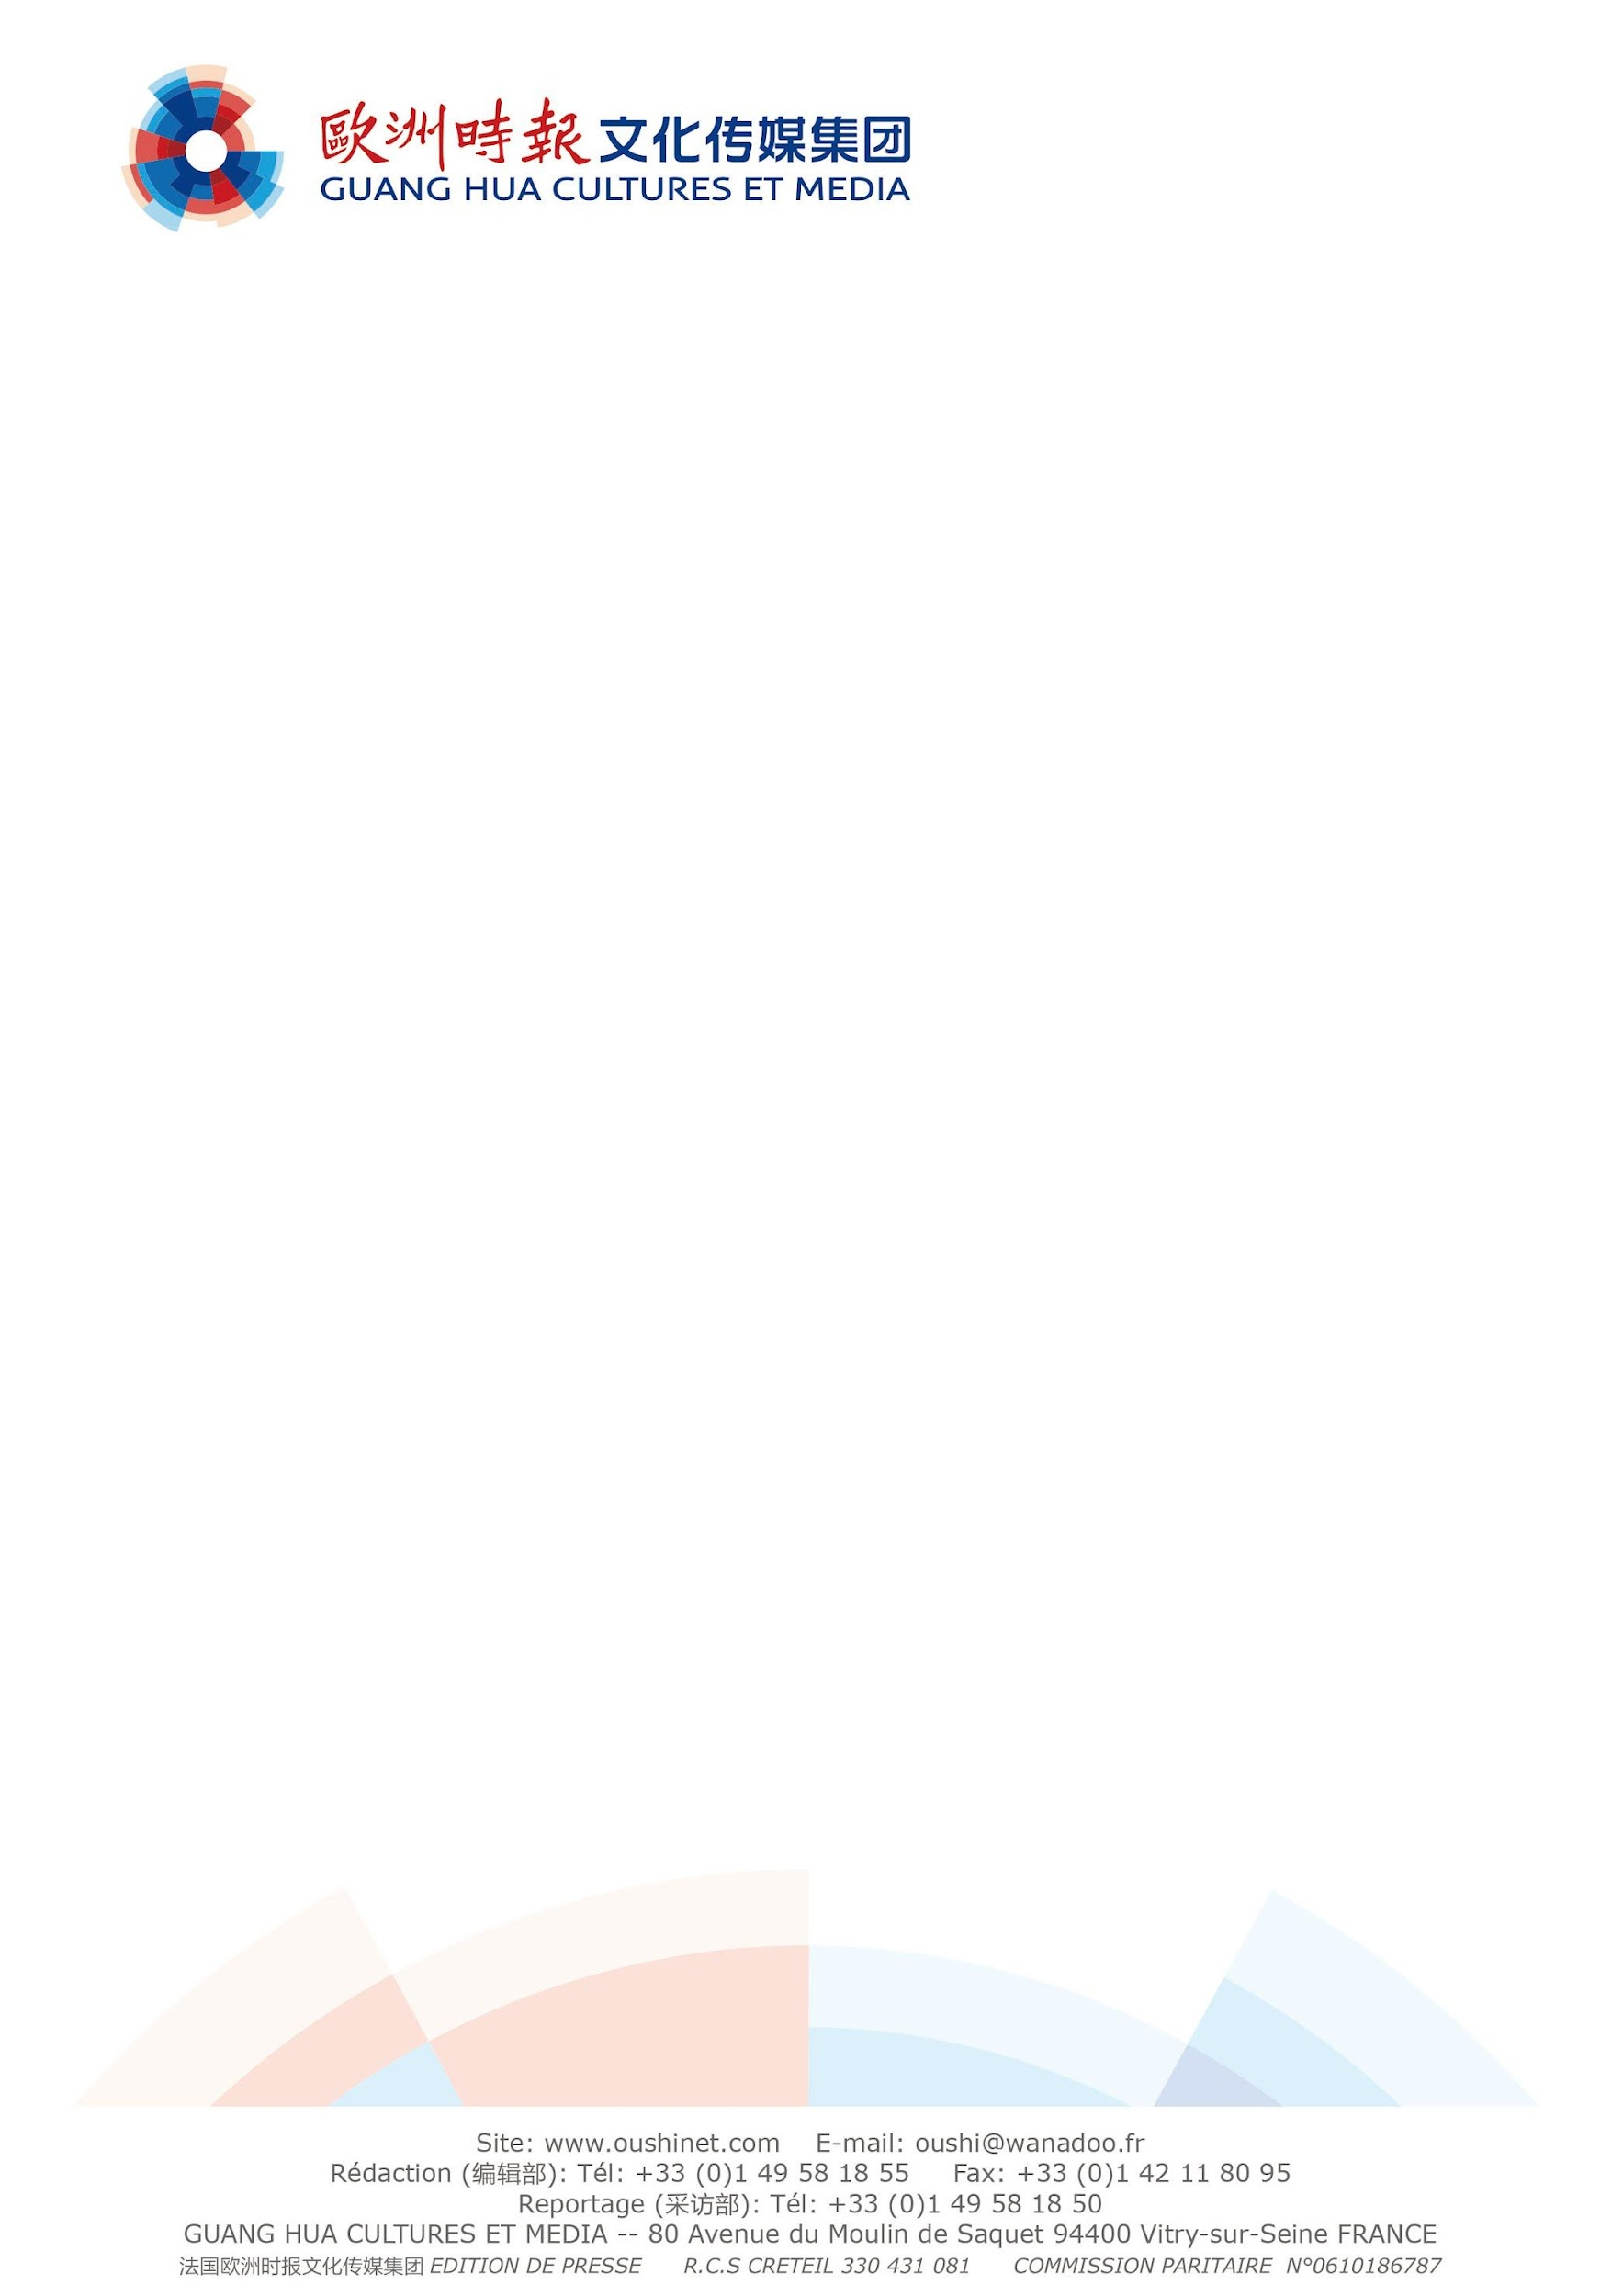 歐洲時報文化传媒集团
GUANG HUA CULTURES ET MEDIA
Site: www.oushinet.com E-mail: oushi@wanadoo.fr
Rédaction (编辑部): Tél: +33 (0)1 49 58 18 55 Fax: +33 (0)1 42 11 80 95
Reportage (采访部): Tél: +33 (0)1 49 58 18 50
GUANG HUA CULTURES ET MEDIA -- 80 Avenue du Moulin de Saquet 94400 Vitry-sur-Seine FRANCE
法国欧洲时报文化传媒集团 EDITION DE PRESSE R.C.S CRETEIL 330 431 081 COMMISSION PARITAIRE N°0610186787